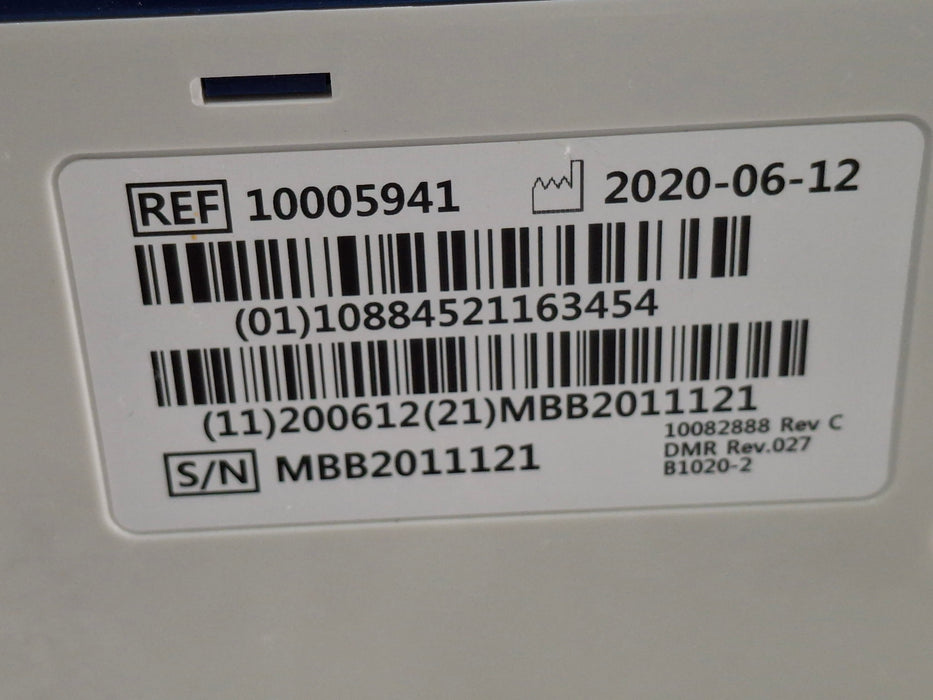 REF 10005941 2020-06-12
(01)10884521163454
(11)200612(21)MBB2011121
S/N MBB2011121
10082888 Rev C
DMR Rev.027
B1020-2